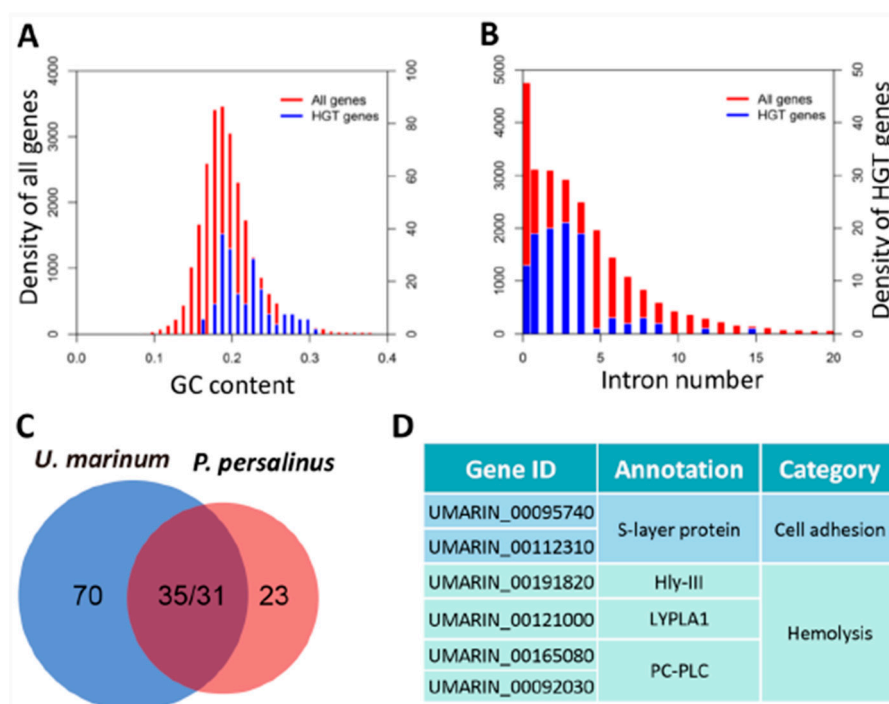 A
Density of all genes
4000
3000
2000
1000
0
100
80
60
40
20
0
All genes
HGT genes
0.0 0.1 0.2 0.3 0.4
GC content
B
5000
4000
3000
2000
1000
0
50
40
30
20
10
0
All genes
HGT genes
Density of HGT genes
0 5 10 15 20
Intron number
C
U. marinum P. persalinus
70 35/31 23
D
Gene ID Annotation Category
UMARIN_00095740
S-layer protein Cell adhesion
UMARIN_00112310
UMARIN_00191820 Hly-III
UMARIN_00121000 LYPLA1
Hemolysis
UMARIN_00165080
PC-PLC
UMARIN_00092030